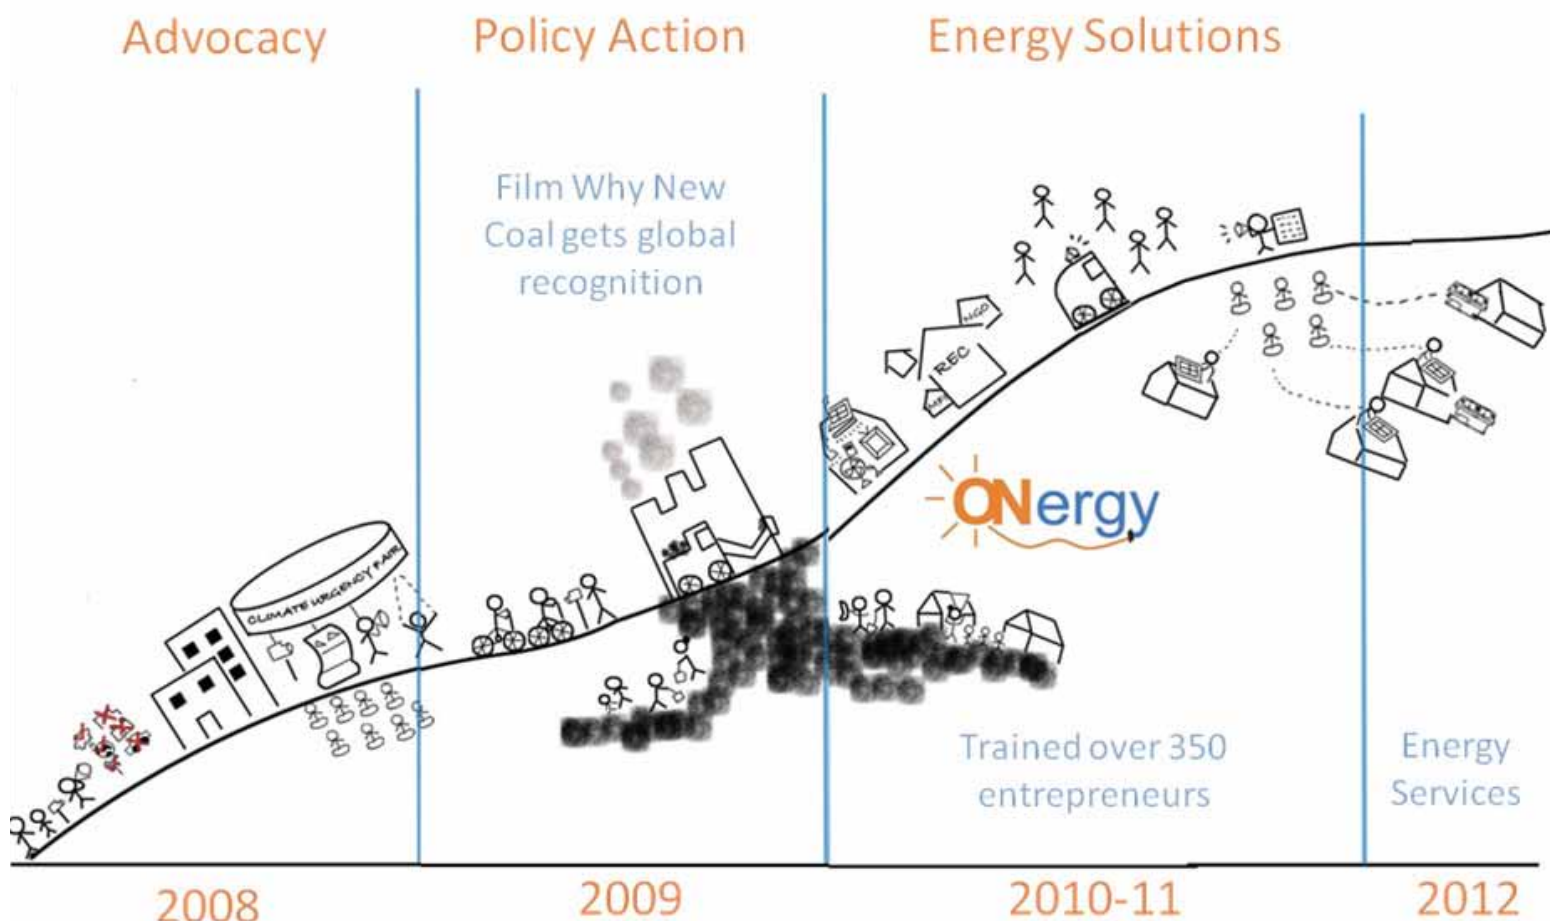 Advocacy
Policy Action
Energy Solutions
Film Why New
Coal gets global
recognition
NGO
REC
ONergy
CLIMATE URGENCY FAIR
Trained over 350
entrepreneurs
Energy
Services
2008
2009
2010-11
2012